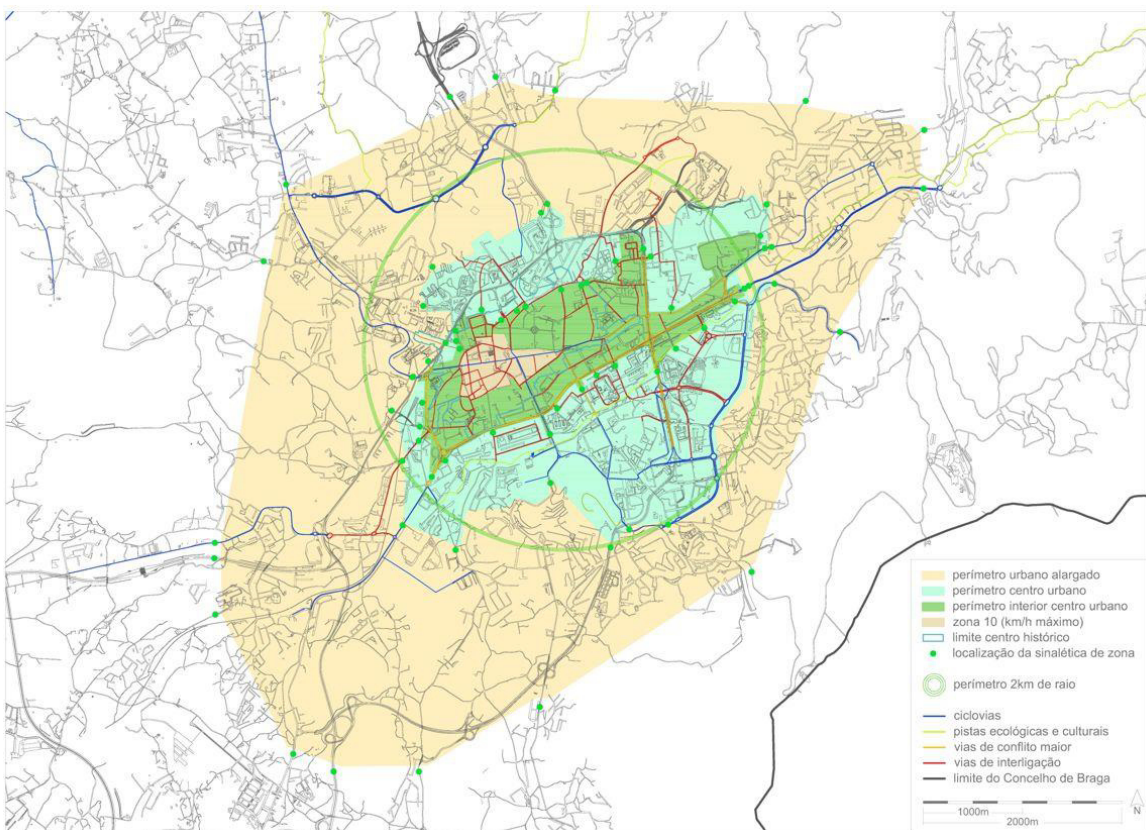 perímetro urbano alargado
perímetro centro urbano
perímetro interior centro urbano
zona 10 (km/h máximo)
limite centro histórico
localização da sinalética de zona
perímetro 2km de raio
ciclovias
pistas ecológicas e culturais
vias de conflito maior
vias de interligação
limite do Concelho de Braga
1000m
2000m
N